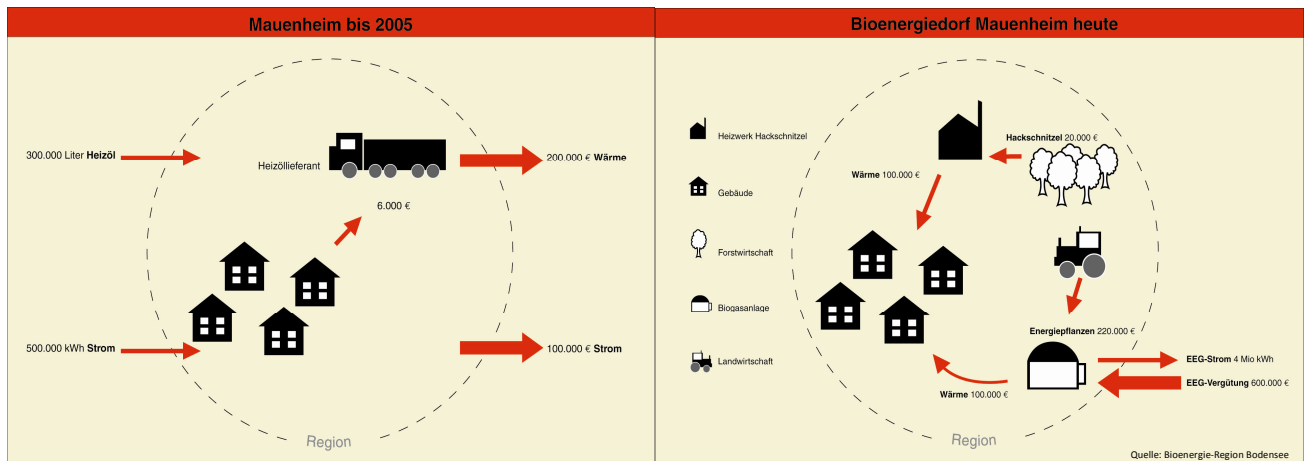 Mauenheim bis 2005
300.000 Liter Heizöl
Heizöllieferant
200.000 € Wärme
6.000 €
500.000 kWh Strom
100.000 € Strom
Region
Bioenergiedorf Mauenheim heute
Heizwerk Hackschnitzel
Gebäude
Forstwirtschaft
Biogasanlage
Landwirtschaft
Hackschnitzel 20.000 €
Wärme 100.000 €
Energiepflanzen 220.000 €
EEG-Strom 4 Mio kWh
EEG-Vergütung 600.000 €
Wärme 100.000 €
Region
Quelle: Bioenergie-Region Bodensee